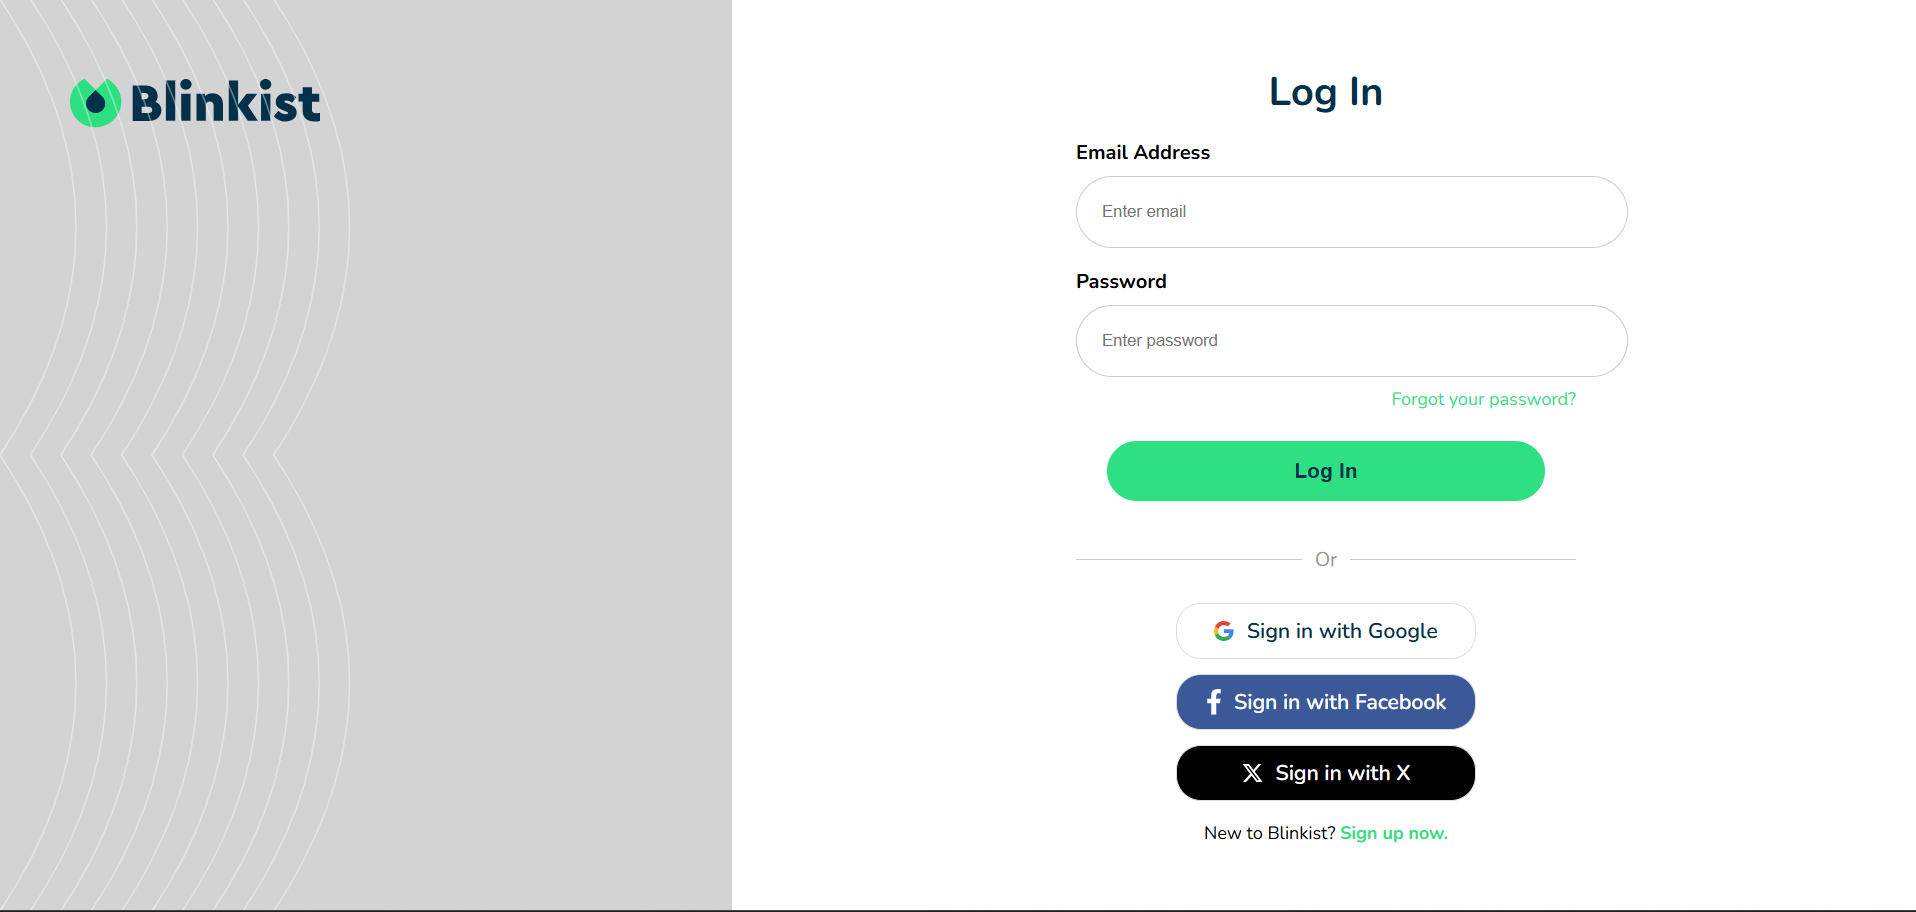 Blinkist
Log In
Email Address
Enter email
Password
Enter password
Forgot your password?
Log In
Or
Sign in with Google
Sign in with Facebook
Sign in with X
New to Blinkist? Sign up now.